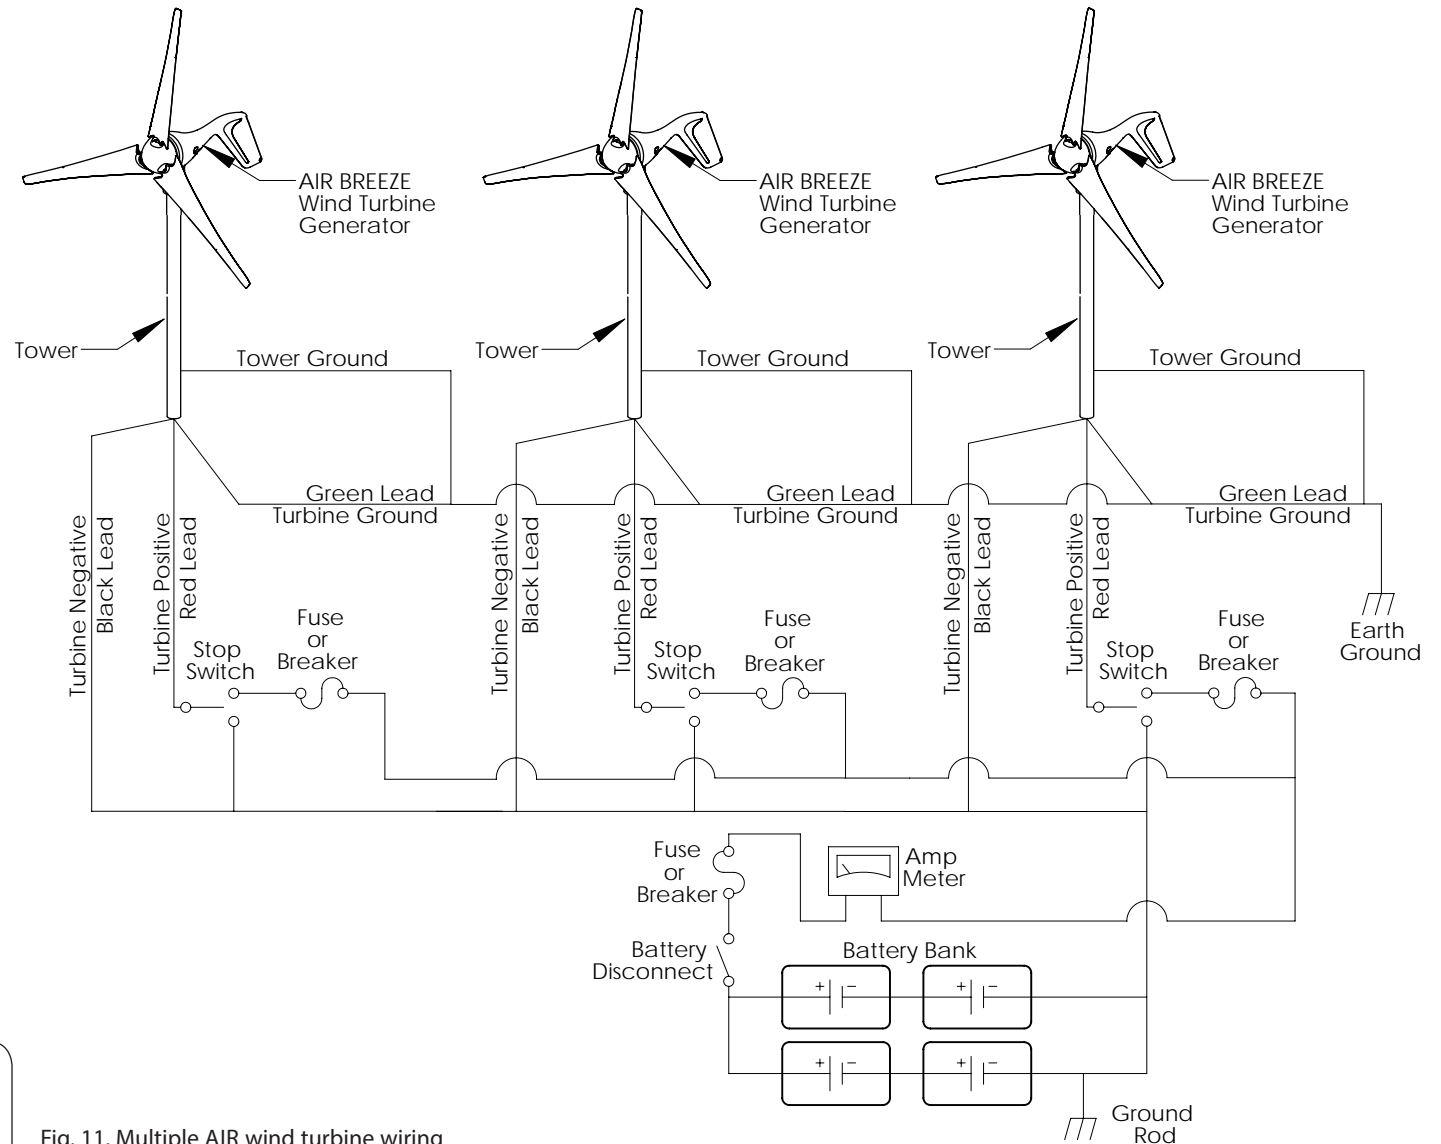 AIR BREEZE
Wind Turbine
Generator
AIR BREEZE
Wind Turbine
Generator
AIR BREEZE
Wind Turbine
Generator
Tower
Tower Ground
Tower
Tower Ground
Tower
Tower Ground
Green Lead
Turbine Ground
Green Lead
Turbine Ground
Green Lead
Turbine Ground
Turbine Negative
Black Lead
Turbine Positive
Red Lead
Turbine Negative
Black Lead
Turbine Positive
Red Lead
Turbine Negative
Black Lead
Turbine Positive
Red Lead
Earth
Ground
Stop
Switch
Fuse
or
Breaker
Stop
Switch
Fuse
or
Breaker
Stop
Switch
Fuse
or
Breaker
Fuse
or
Breaker
Amp
Meter
Battery
Disconnect
Battery Bank
+ –
+ –
+ –
+ –
Ground
Rod
Fig. 11. Multiple AIR wind turbine wiring